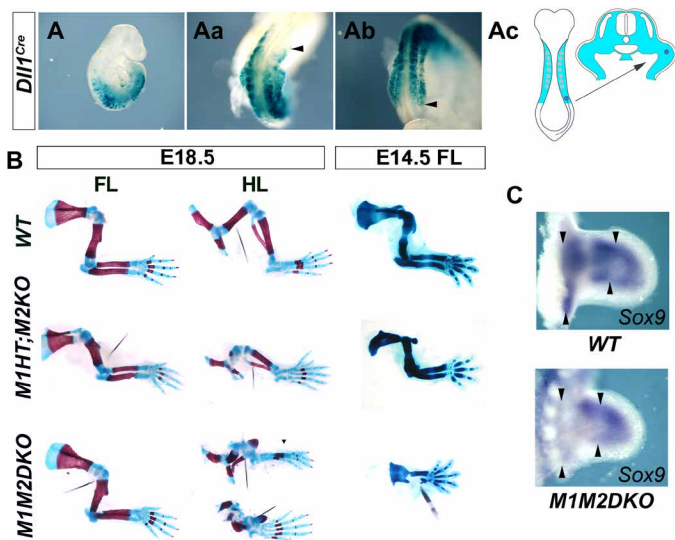 A
Aa
Ab
Ac
Dll1Cre
B
E18.5
E14.5 FL
FL
HL
C
WT
M1HT;M2KO
M1M2DKO
Sox9
WT
Sox9
M1M2DKO